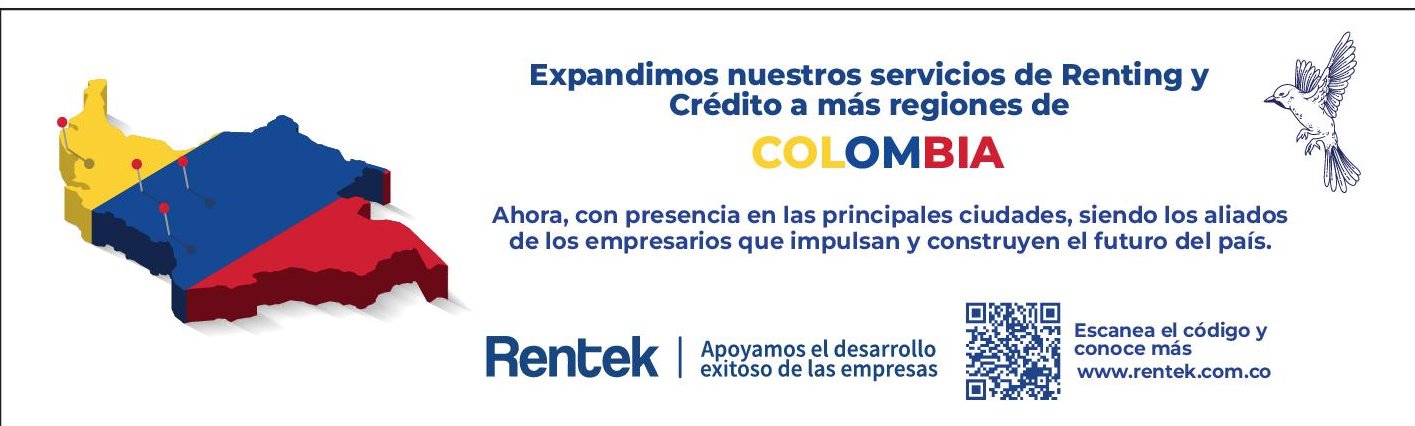 Expandimos nuestros servicios de Renting y
Crédito a más regiones de
COLOMBIA
Ahora, con presencia en las principales ciudades, siendo los aliados
de los empresarios que impulsan y construyen el futuro del país.
Rentek
Apoyamos el desarrollo
exitoso de las empresas
Escanea el código y
conoce más
www.rentek.com.co